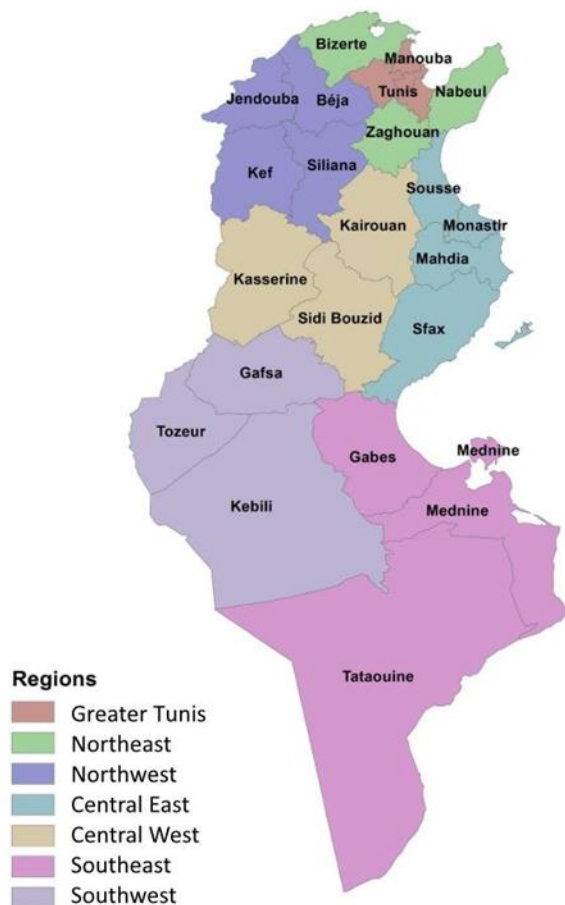 Bizerte
Manouba
Tunis
Nabeul
Jendouba
Béja
Zaghouan
Kef
Siliana
Sousse
Kairouan
Monastir
Mahdia
Kasserine
Sidi Bouzid
Sfax
Gafsa
Tozeur
Gabes
Mednine
Kebili
Mednine
Tataouine
Regions
Greater Tunis
Northeast
Northwest
Central East
Central West
Southeast
Southwest